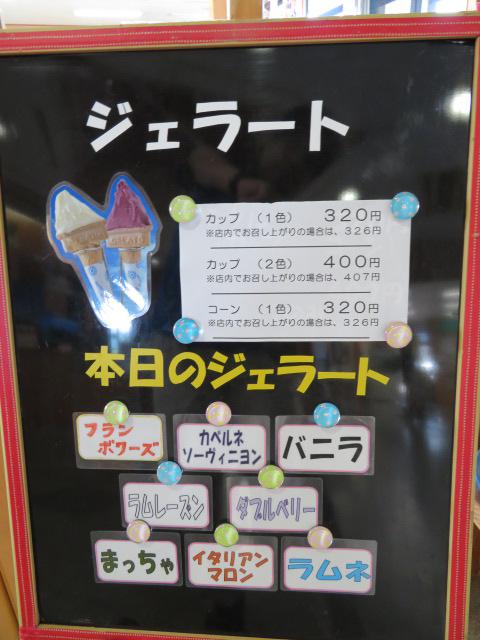 ジェラート
カップ （1色） 320円
※店内でお召し上がりの場合は、326円
カップ （2色） 400円
※店内でお召し上がりの場合は、407円
コーン （1色） 320円
※店内でお召し上がりの場合は、326円
本日のジェラート
フラン
ボワーズ
カベルネ
ソーヴィニヨン
バニラ
ラムレーズン
ダブルベリー
まっちゃ
イタリアン
マロン
ラムネ